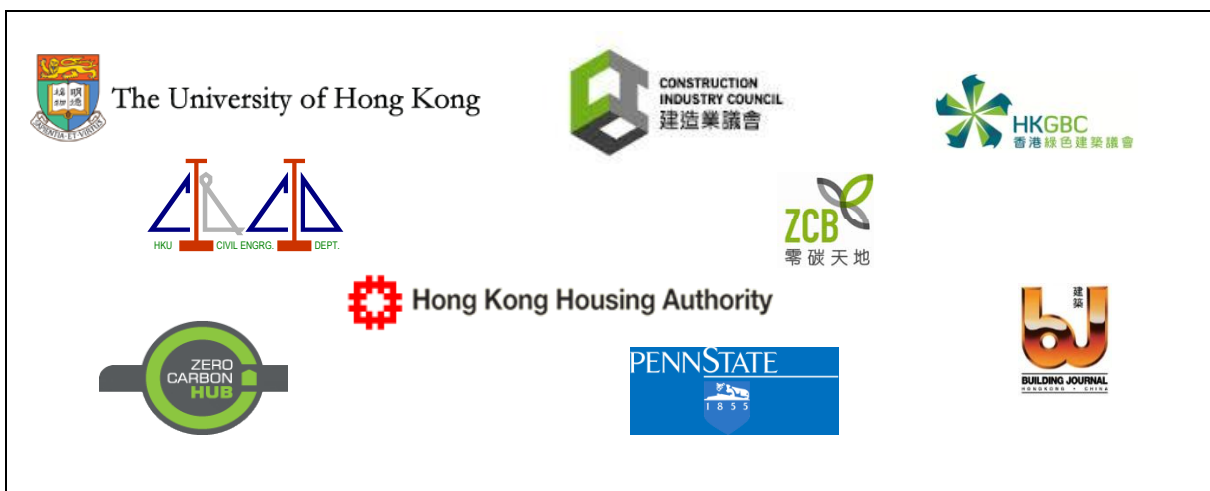 The University of Hong Kong
SAPIENTIA·ET·VIRTUS
CONSTRUCTION
INDUSTRY COUNCIL
建造業議會
HKGBC
香港綠色建築議會
HKU CIVIL ENGRG. DEPT.
ZCB
零碳天地
Hong Kong Housing Authority
建
築
bJ
BUILDING JOURNAL
HONGKONG · CHINA
ZERO
CARBON
HUB
PENNSTATE
1855